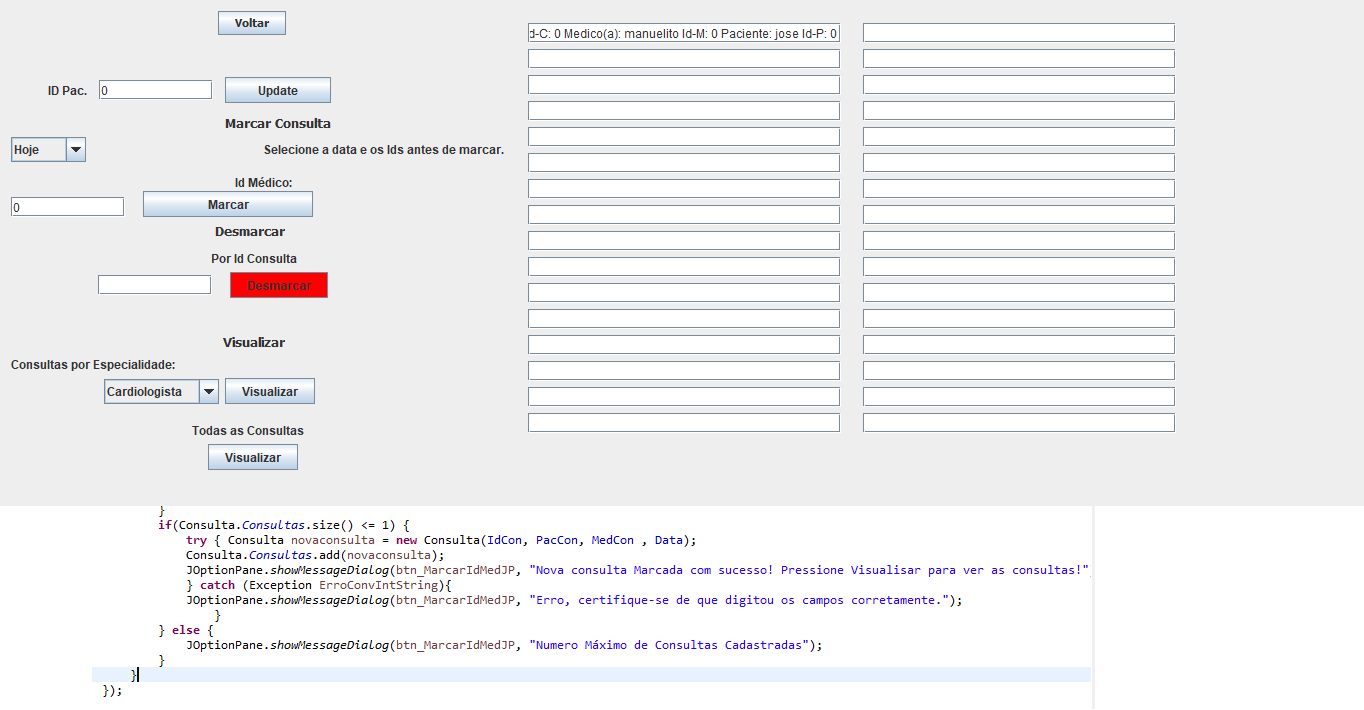 Voltar
d-C: 0 Medico(a): manuelito Id-M: 0 Paciente: jose Id-P: 0
ID Pac.
0
Update
Marcar Consulta
Hoje
Selecione a data e os Ids antes de marcar.
Id Médico:
0
Marcar
Desmarcar
Por Id Consulta
Desmarcar
Visualizar
Consultas por Especialidade:
Cardiologista
Visualizar
Todas as Consultas
Visualizar
}
if(Consulta.Consultas.size() <= 1) {
try { Consulta novaconsulta = new Consulta(IdCon, PacCon, MedCon , Data);
Consulta.Consultas.add(novaconsulta);
JOptionPane.showMessageDialog(btn_MarcarIdMedJP, "Nova consulta Marcada com sucesso! Pressione Visualisar para ver as consultas!"
} catch (Exception ErroConvIntString){
JOptionPane.showMessageDialog(btn_MarcarIdMedJP, "Erro, certifique-se de que digitou os campos corretamente.");
}
} else {
JOptionPane.showMessageDialog(btn_MarcarIdMedJP, "Numero Máximo de Consultas Cadastradas");
}
}
});